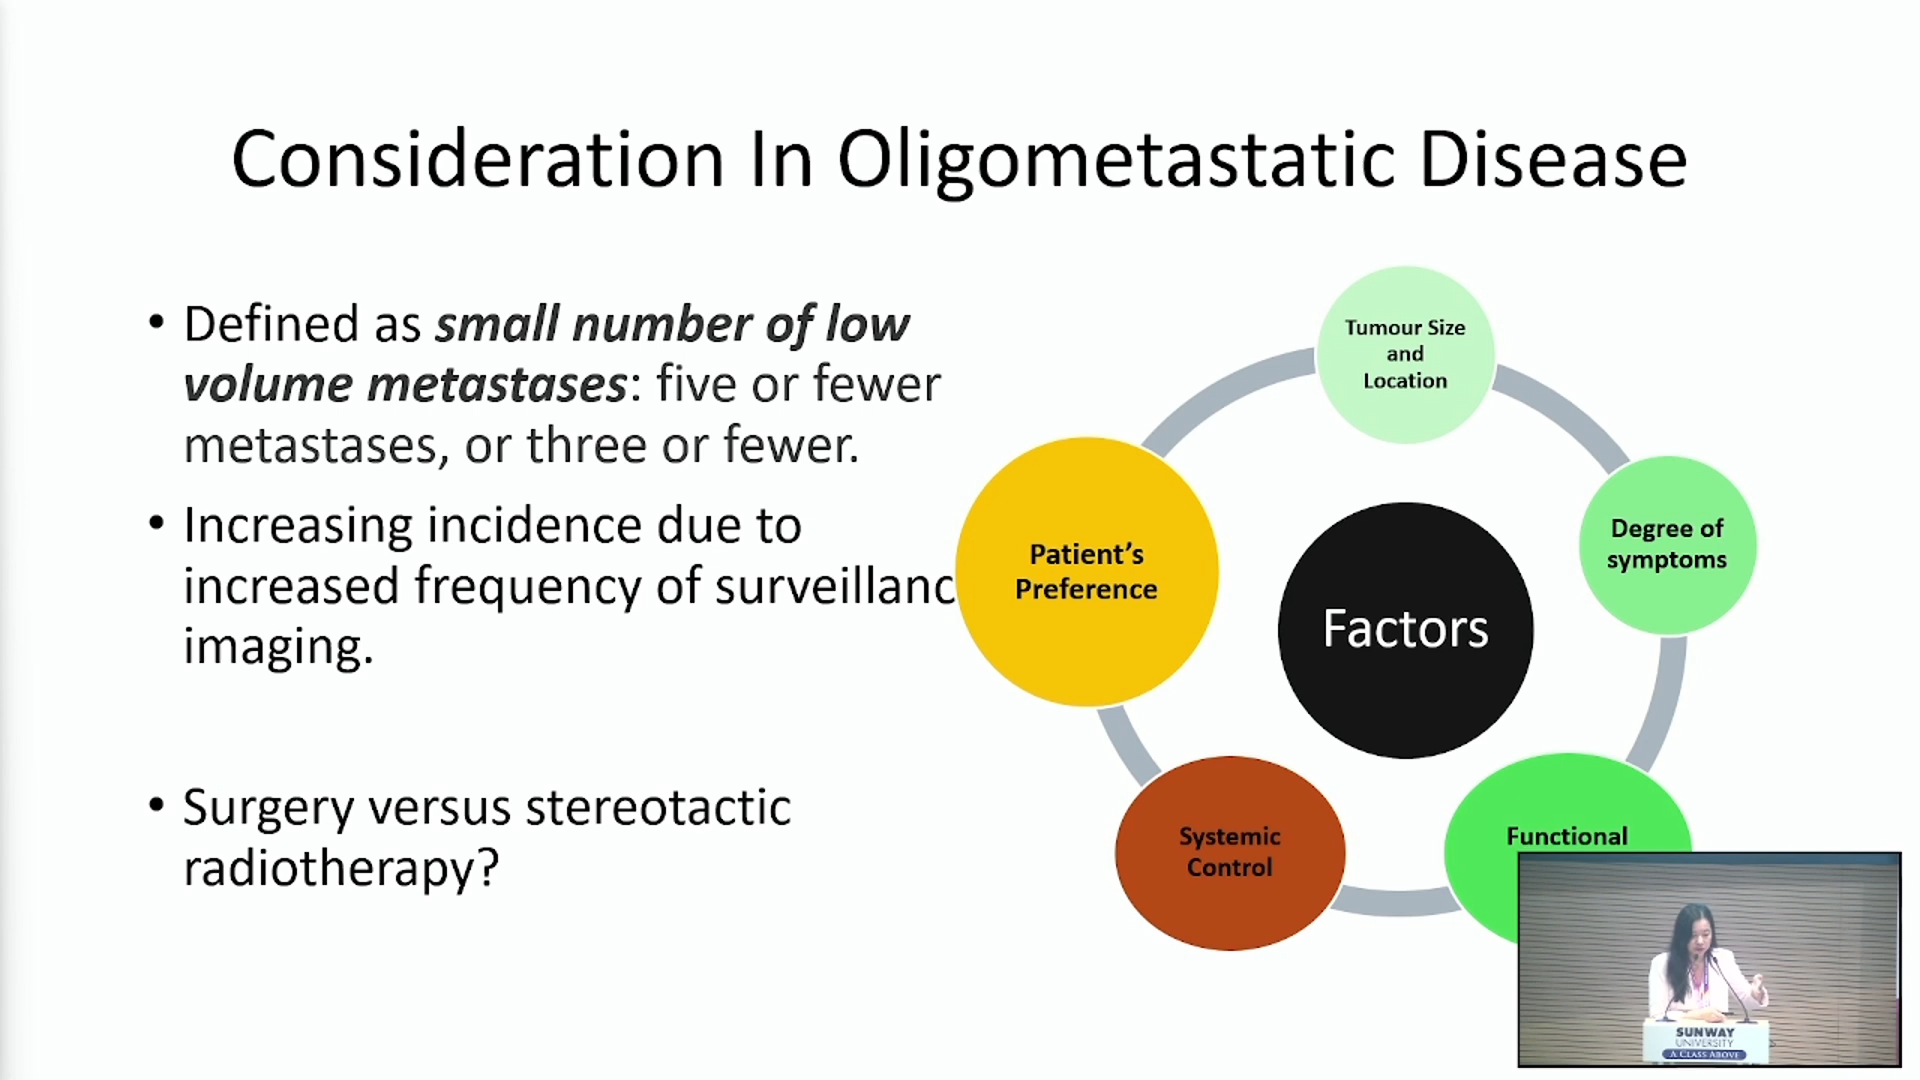 Consideration In Oligometastatic Disease
• Defined as small number of low
volume metastases: five or fewer
metastases, or three or fewer.
• Increasing incidence due to
increased frequency of surveillanc
imaging.
• Surgery versus stereotactic
radiotherapy?
Tumour Size
and
Location
Degree of
symptoms
Functional
Systemic
Control
Patient’s
Preference
Factors
SUNWAY
UNIVERSITY
A CLASS ABOVE